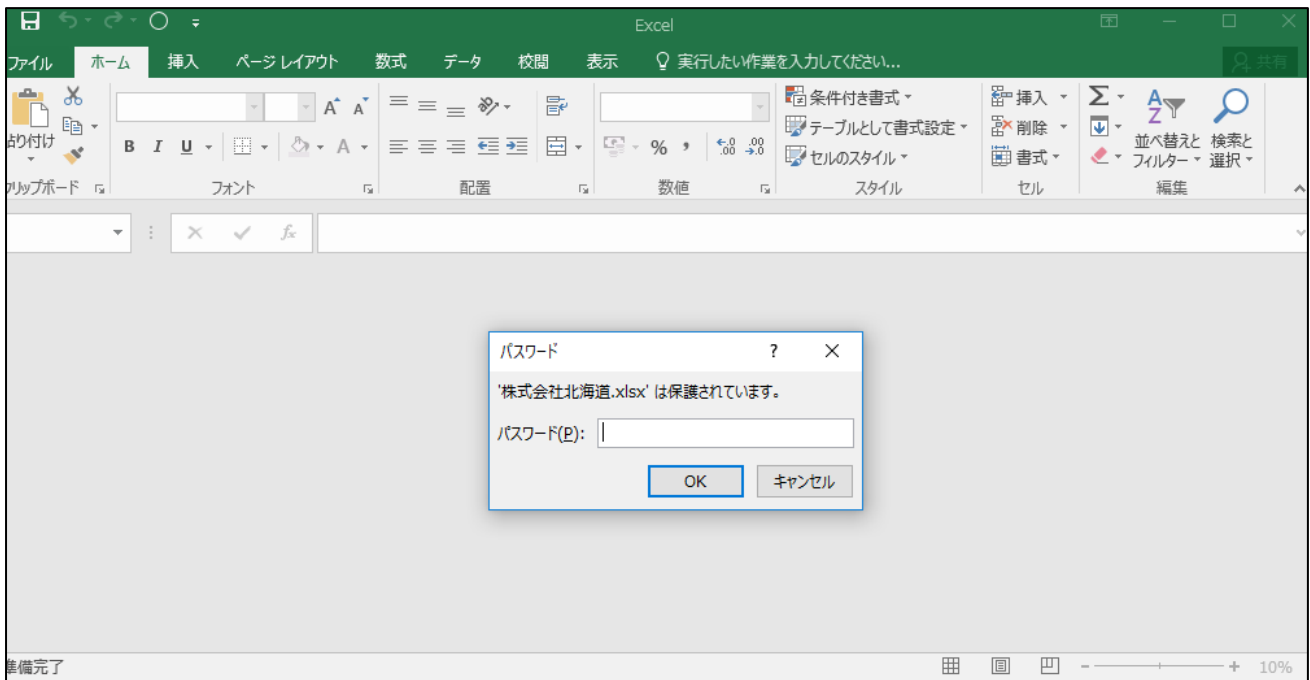 Excel
ファイル ホーム 挿入 ページ レイアウト 数式 データ 校閲 表示 実行したい作業を入力してください... 共有
条件付き書式 挿入
テーブルとして書式設定 削除
貼り付け B I U A % セルのスタイル 書式 並べ替えと 検索と
フィルター 選択
クリップボード フォント 配置 数値 スタイル セル 編集
fx
パスワード ? ×
'株式会社北海道.xlsx' は保護されています。
パスワード(P):
OK キャンセル
準備完了 10%